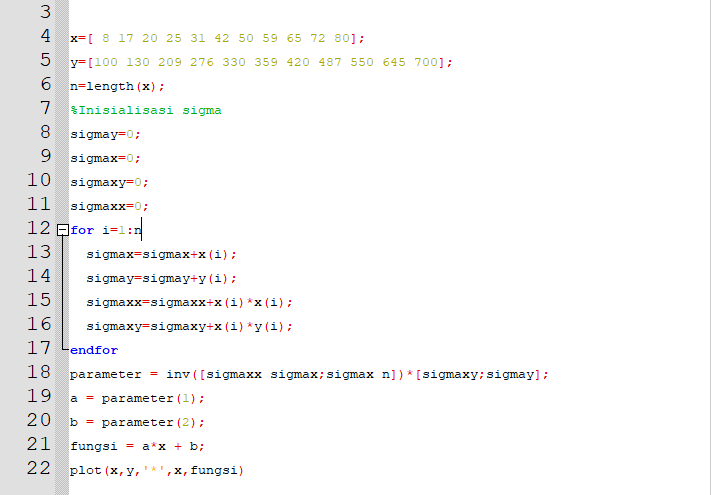 3
4 x=[ 8 17 20 25 31 42 50 59 65 72 80];
5 y=[100 130 209 276 330 359 420 487 550 645 700];
6 n=length(x);
7 %Inisialisasi sigma
8 sigmay=0;
9 sigmax=0;
10 sigmaxy=0;
11 sigmaxx=0;
12 for i=1:n
13 sigmax=sigmax+x(i);
14 sigmay=sigmay+y(i);
15 sigmaxx=sigmaxx+x(i)*x(i);
16 sigmaxy=sigmaxy+x(i)*y(i);
17 endfor
18 parameter = inv([sigmaxx sigmax;sigmax n])*[sigmaxy;sigmay];
19 a = parameter(1);
20 b = parameter(2);
21 fungsi = a*x + b;
22 plot(x,y,'*',x,fungsi)